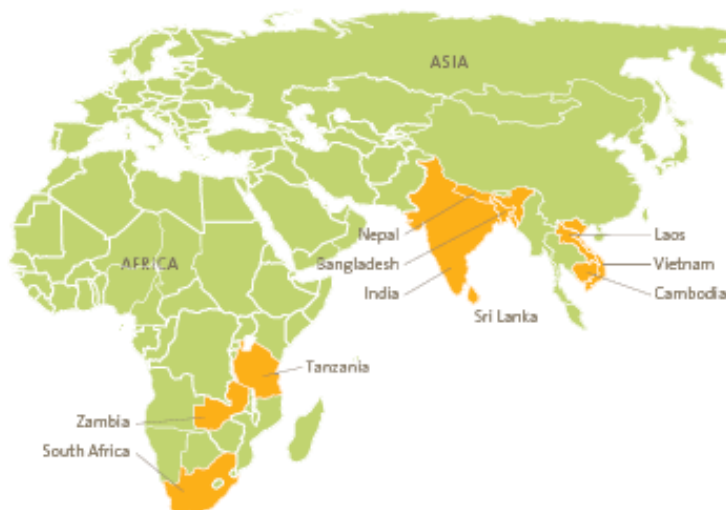 ASIA
Nepal
Laos
AFRICA
Bangladesh
Vietnam
India
Cambodia
Sri Lanka
Tanzania
Zambia
South Africa